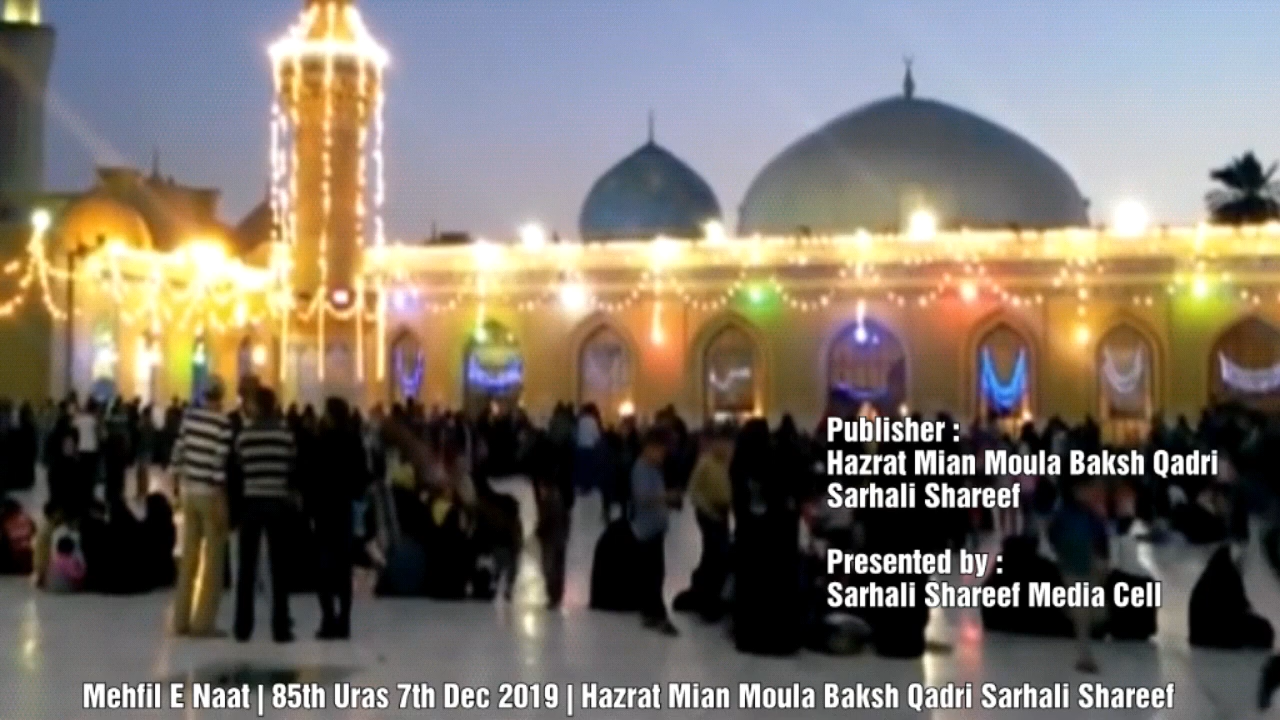 Publisher :
Hazrat Mian Moula Baksh Qadri
Sarhali Shareef
Presented by :
Sarhali Shareef Media Cell
Mehfil E Naat | 85th Uras 7th Dec 2019 | Hazrat Mian Moula Baksh Qadri Sarhali Shareef